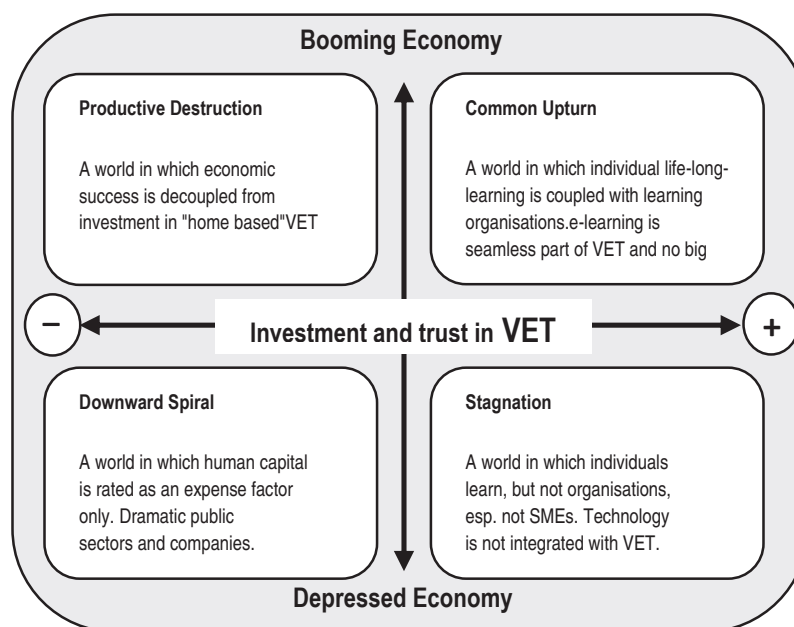 Booming Economy
Productive Destruction
A world in which economic
success is decoupled from
investment in "home based"VET
Common Upturn
A world in which individual life-long-
learning is coupled with learning
organisations.e-learning is
seamless part of VET and no big
−
Investment and trust in VET
+
Downward Spiral
A world in which human capital
is rated as an expense factor
only. Dramatic public
sectors and companies.
Stagnation
A world in which individuals
learn, but not organisations,
esp. not SMEs. Technology
is not integrated with VET.
Depressed Economy